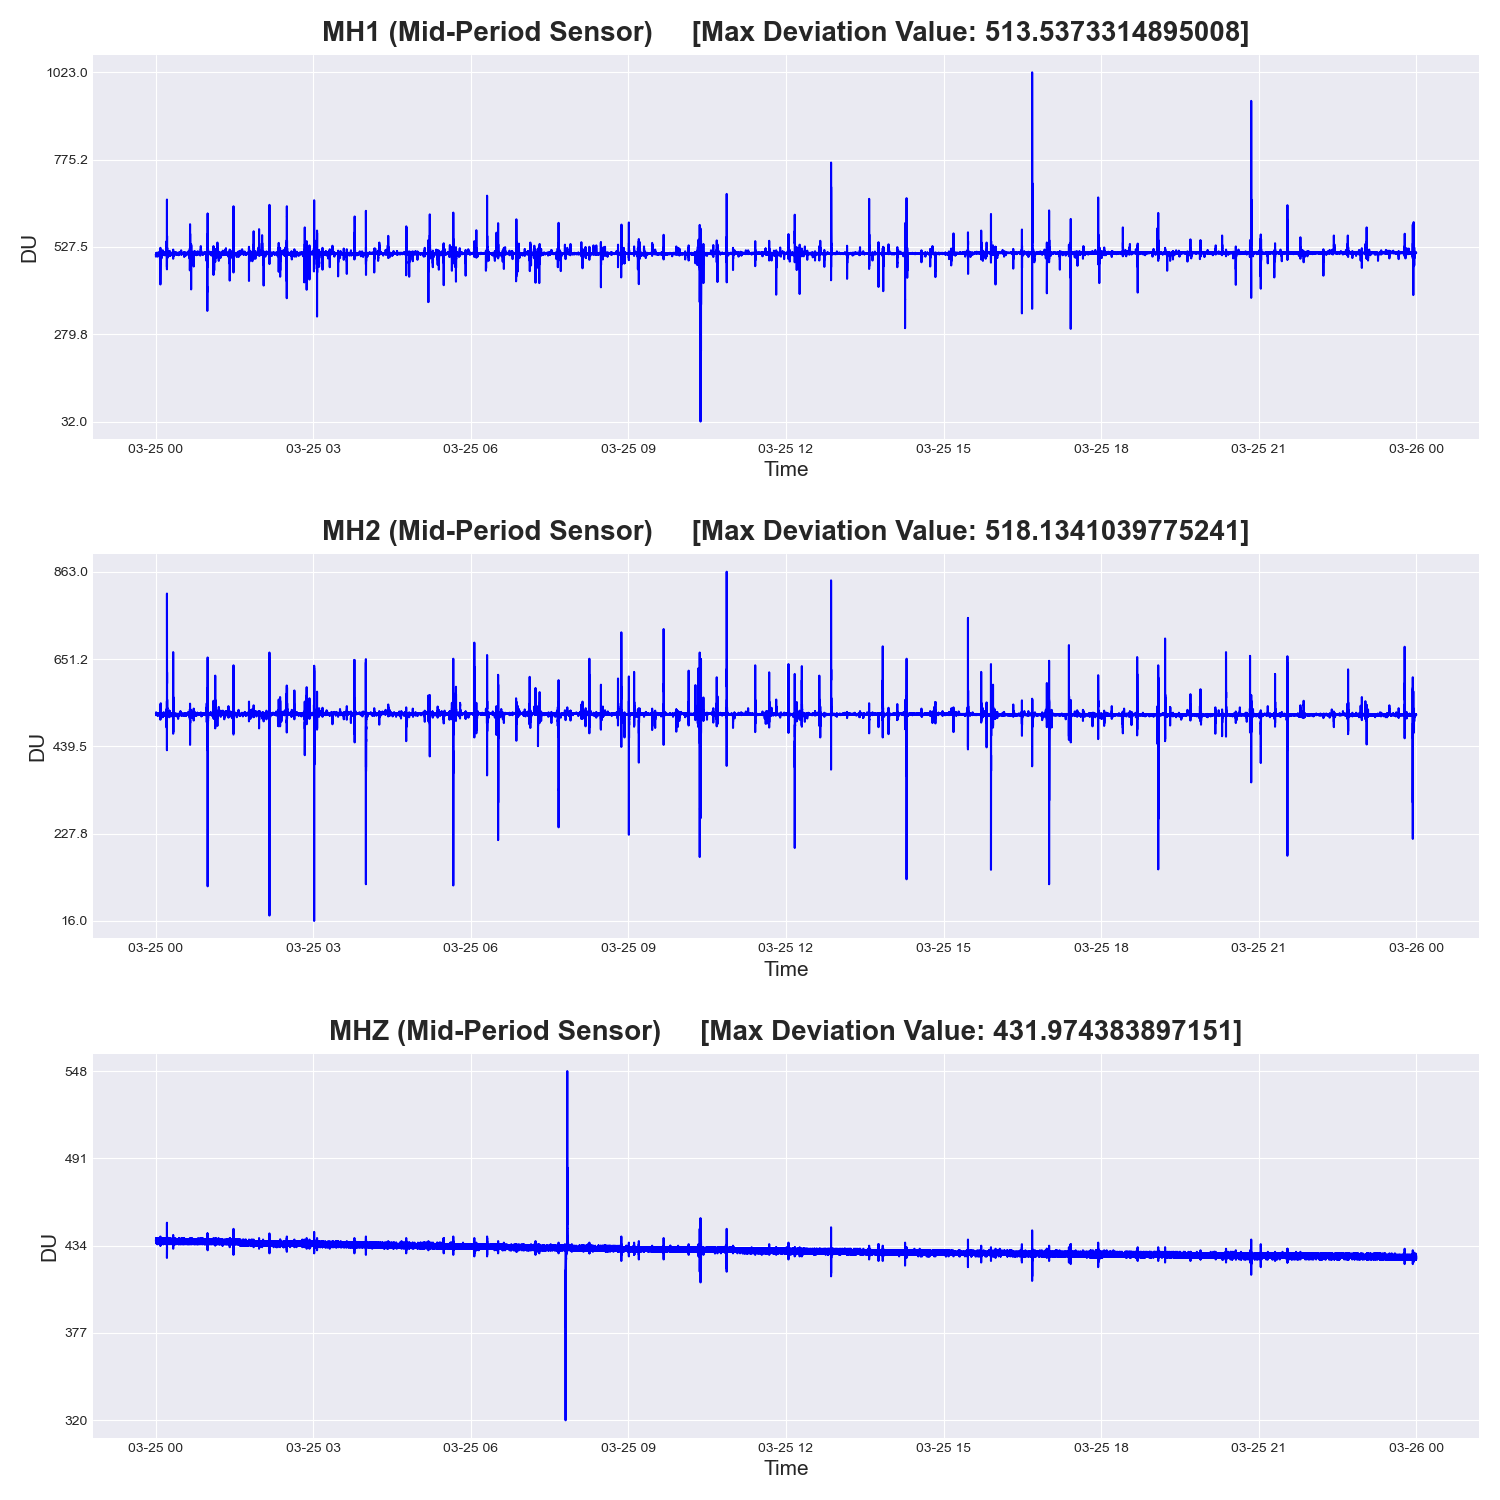 MH1 (Mid-Period Sensor) [Max Deviation Value: 513.5373314895008]
1023.0
775.2
527.5
279.8
32.0
DU
03-25 00 03-25 03 03-25 06 03-25 09 03-25 12 03-25 15 03-25 18 03-25 21 03-26 00
Time
MH2 (Mid-Period Sensor) [Max Deviation Value: 518.1341039775241]
863.0
651.2
439.5
227.8
16.0
DU
03-25 00 03-25 03 03-25 06 03-25 09 03-25 12 03-25 15 03-25 18 03-25 21 03-26 00
Time
MHZ (Mid-Period Sensor) [Max Deviation Value: 431.974383897151]
548
491
434
377
320
DU
03-25 00 03-25 03 03-25 06 03-25 09 03-25 12 03-25 15 03-25 18 03-25 21 03-26 00
Time